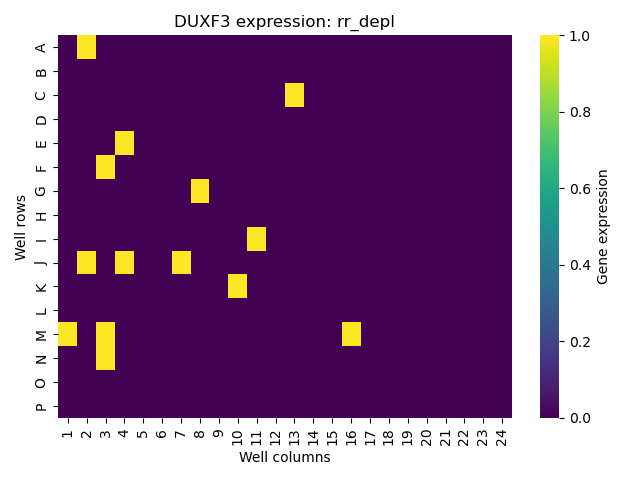 DUXF3 expression: rr_depl
Well rows
A
B
C
D
E
F
G
H
I
J
K
L
M
N
O
P
1 2 3 4 5 6 7 8 9 10 11 12 13 14 15 16 17 18 19 20 21 22 23 24
Well columns
1.0
0.8
0.6
0.4
0.2
0.0
Gene expression